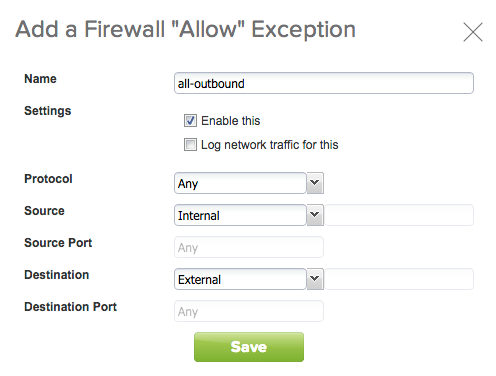 Add a Firewall "Allow" Exception
Name all-outbound
Settings
Enable this
Log network traffic for this
Protocol Any
Source Internal
Source Port Any
Destination External
Destination Port Any
Save